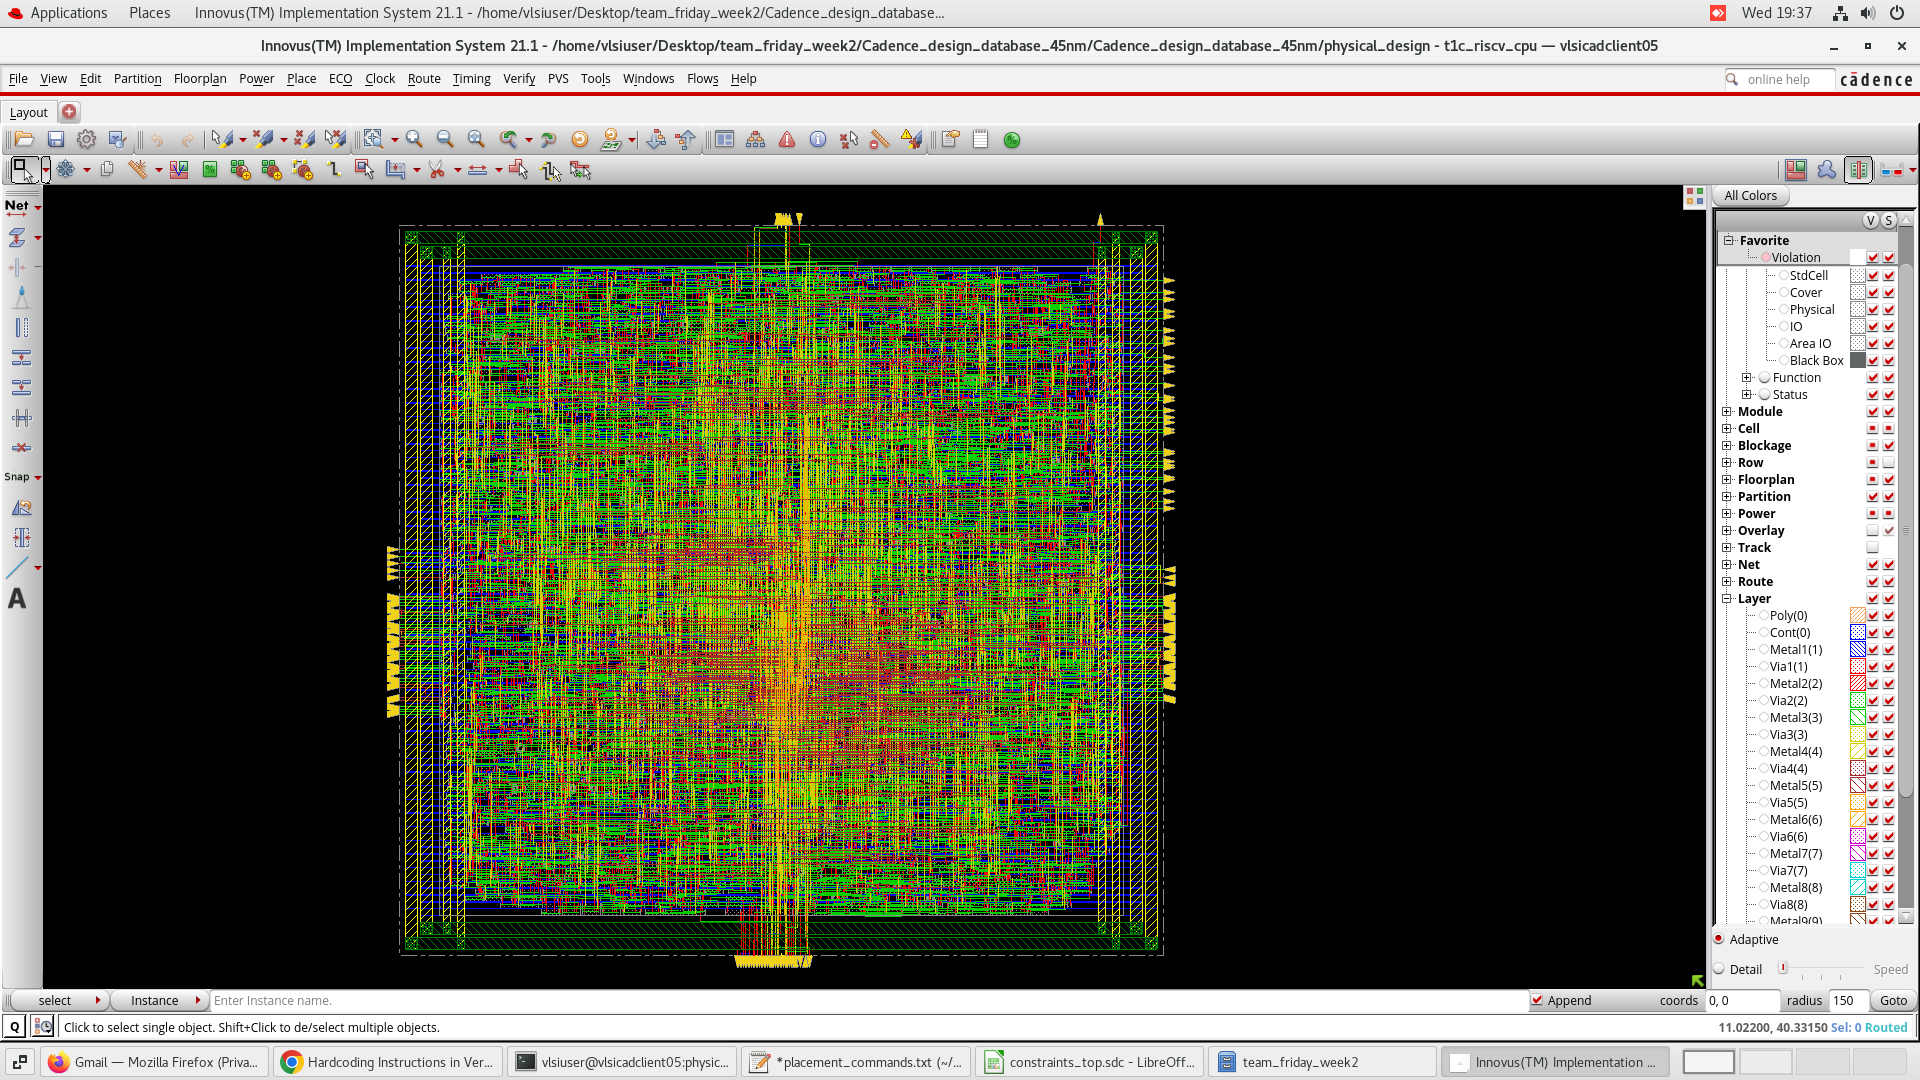 Applications Places Innovus(TM) Implementation System 21.1 - /home/vlsiuser/Desktop/team_friday_week2/Cadence_design_database... Wed 19:37
Innovus(TM) Implementation System 21.1 - /home/vlsiuser/Desktop/team_friday_week2/Cadence_design_database_45nm/Cadence_design_database_45nm/physical_design - t1c_riscv_cpu — vlsicadclient05
File View Edit Partition Floorplan Power Place ECO Clock Route Timing Verify PVS Tools Windows Flows Help online help cādence
Layout
Net
Snap
A
All Colors
V S
Favorite
Violation
StdCell
Cover
Physical
IO
Area IO
Black Box
Function
Status
Module
Cell
Blockage
Row
Floorplan
Partition
Power
Overlay
Track
Net
Route
Layer
Poly(0)
Cont(0)
Metal1(1)
Via1(1)
Metal2(2)
Via2(2)
Metal3(3)
Via3(3)
Metal4(4)
Via4(4)
Metal5(5)
Via5(5)
Metal6(6)
Via6(6)
Metal7(7)
Via7(7)
Metal8(8)
Via8(8)
Metal9(9)
Adaptive
Detail Speed
select Instance Enter Instance name. Append coords 0, 0 radius 150 Goto
Q Click to select single object. Shift+Click to de/select multiple objects. 11.02200, 40.33150 Sel: 0 Routed
Gmail — Mozilla Firefox (Priva... Hardcoding Instructions in Ver... vlsiuser@vlsicadclient05:physic... *placement_commands.txt (~/... constraints_top.sdc - LibreOff... team_friday_week2 Innovus(TM) Implementation ...